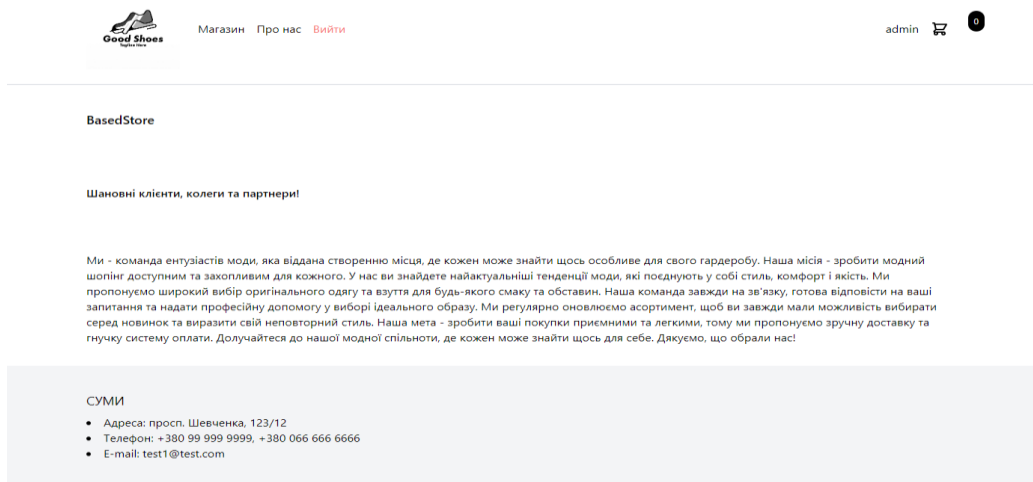 Good Shoes
Tagline Here
Магазин Про нас Вийти
admin
0
BasedStore
Шановні клієнти, колеги та партнери!
Ми - команда ентузіастів моди, яка віддана створенню місця, де кожен може знайти щось особливе для свого гардеробу. Наша місія - зробити модний
шопінг доступним та захопливим для кожного. У нас ви знайдете найактуальніші тенденції моди, які поєднують у собі стиль, комфорт і якість. Ми
пропонуємо широкий вибір оригінального одягу та взуття для будь-якого смаку та обставин. Наша команда завжди на зв'язку, готова відповісти на ваші
запитання та надати професійну допомогу у виборі ідеального образу. Ми регулярно оновлюємо асортимент, щоб ви завжди мали можливість вибирати
серед новинок та виразити свій неповторний стиль. Наша мета - зробити ваші покупки приємними та легкими, тому ми пропонуємо зручну доставку та
гнучку систему оплати. Долучайтеся до нашої модної спільноти, де кожен може знайти щось для себе. Дякуємо, що обрали нас!
СУМИ
Адреса: просп. Шевченка, 123/12
Телефон: +380 99 999 9999, +380 066 666 6666
E-mail: test1@test.com